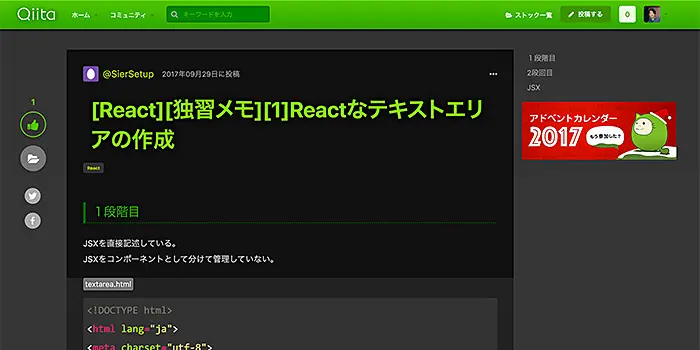 Qiita ホーム コミュニティ キーワードを入力 ストック一覧 投稿する 0
@SierSetup 2017年09月29日に投稿
[React][独習メモ][1]Reactなテキストエリ
アの作成
React
1
１段階目
JSXを直接記述している。
JSXをコンポーネントとして分けて管理していない。
textarea.html
<!DOCTYPE html>
<html lang="ja">
<meta charset="utf-8">
１段階目
2段回目
JSX
アドベントカレンダー
2017
もう参加した？